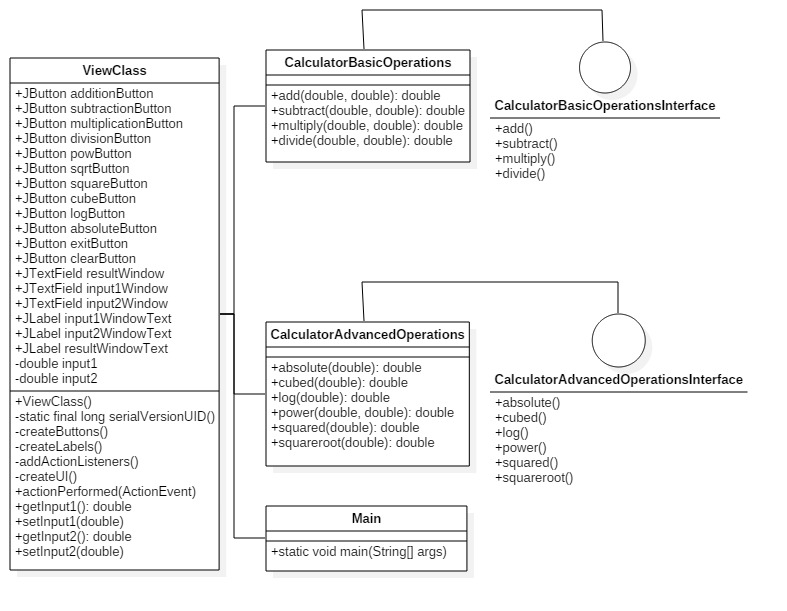 ViewClass
+JButton additionButton
+JButton subtractionButton
+JButton multiplicationButton
+JButton divisionButton
+JButton powButton
+JButton sqrtButton
+JButton squareButton
+JButton cubeButton
+JButton logButton
+JButton absoluteButton
+JButton exitButton
+JButton clearButton
+JTextField resultWindow
+JTextField input1Window
+JTextField input2Window
+JLabel input1WindowText
+JLabel input2WindowText
+JLabel resultWindowText
-double input1
-double input2
+ViewClass()
-static final long serialVersionUID()
-createButtons()
-createLabels()
-addActionListeners()
-createUI()
+actionPerformed(ActionEvent)
+getInput1(): double
+setInput1(double)
+getInput2(): double
+setInput2(double)
CalculatorBasicOperations
+add(double, double): double
+subtract(double, double): double
+multiply(double, double): double
+divide(double, double): double
CalculatorBasicOperationsInterface
+add()
+subtract()
+multiply()
+divide()
CalculatorAdvancedOperations
+absolute(double): double
+cubed(double): double
+log(double): double
+power(double, double): double
+squared(double): double
+squareroot(double): double
CalculatorAdvancedOperationsInterface
+absolute()
+cubed()
+log()
+power()
+squared()
+squareroot()
Main
+static void main(String[] args)